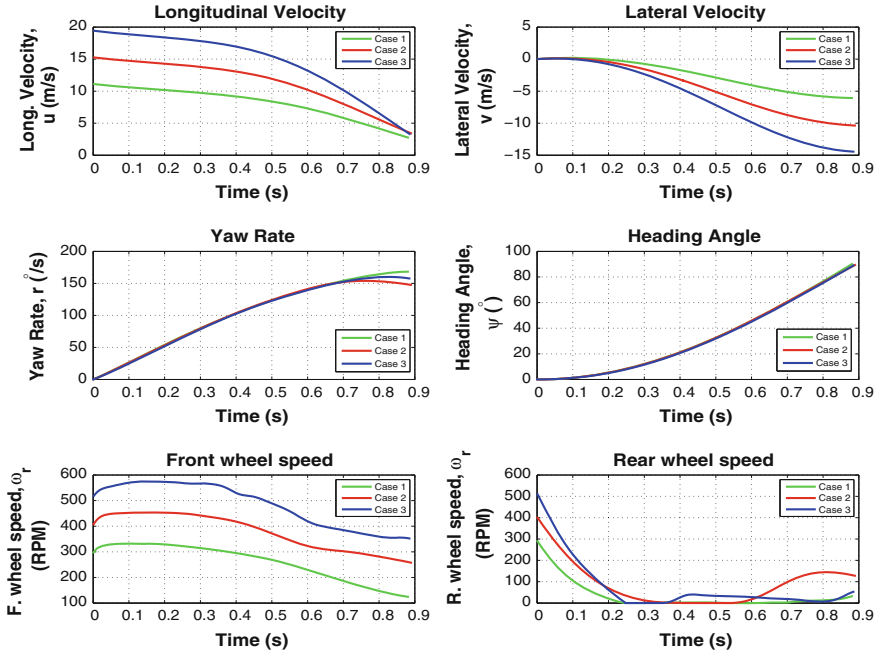 Longitudinal Velocity
Long. Velocity,
u (m/s)
20
15
10
5
0
0 0.1 0.2 0.3 0.4 0.5 0.6 0.7 0.8 0.9
Time (s)
Case 1
Case 2
Case 3
Lateral Velocity
Lateral Velocity,
v (m/s)
5
0
−5
−10
−15
0 0.1 0.2 0.3 0.4 0.5 0.6 0.7 0.8 0.9
Time (s)
Case 1
Case 2
Case 3
Yaw Rate
Yaw Rate, r °/s)
200
150
100
50
0
0 0.1 0.2 0.3 0.4 0.5 0.6 0.7 0.8 0.9
Time (s)
Case 1
Case 2
Case 3
Heading Angle
Heading Angle,
ψ (°)
100
80
60
40
20
0
0 0.1 0.2 0.3 0.4 0.5 0.6 0.7 0.8 0.9
Time (s)
Case 1
Case 2
Case 3
Front wheel speed
F. wheel speed, ωr
(RPM)
600
500
400
300
200
100
0 0.1 0.2 0.3 0.4 0.5 0.6 0.7 0.8 0.9
Time (s)
Case 1
Case 2
Case 3
Rear wheel speed
R. wheel speed, ωr
(RPM)
600
500
400
300
200
100
0
0 0.1 0.2 0.3 0.4 0.5 0.6 0.7 0.8 0.9
Time (s)
Case 1
Case 2
Case 3